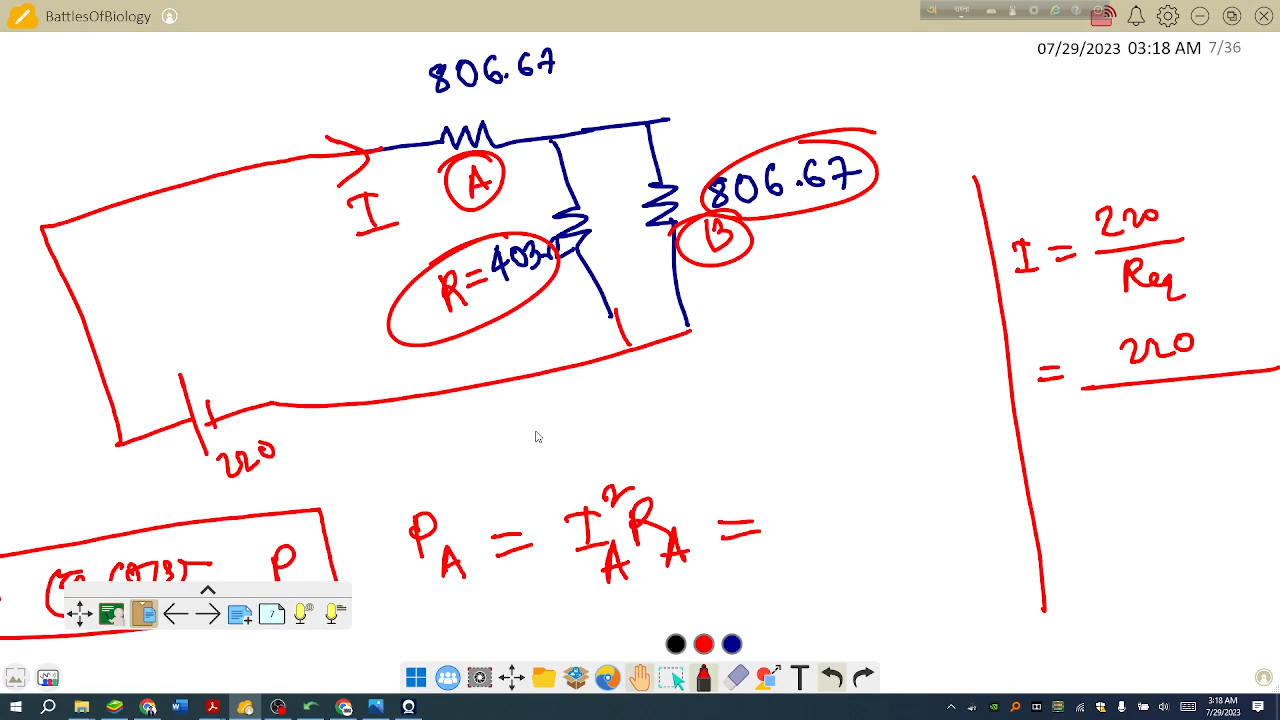 BattlesOfBiology
07/29/2023 03:18 AM 7/36
806.67
A
I
806.67
B
R=403
220
I = 220
Req
= 220
P_A = I_A^2 R_A =
P
7
3:18 AM
7/29/2023